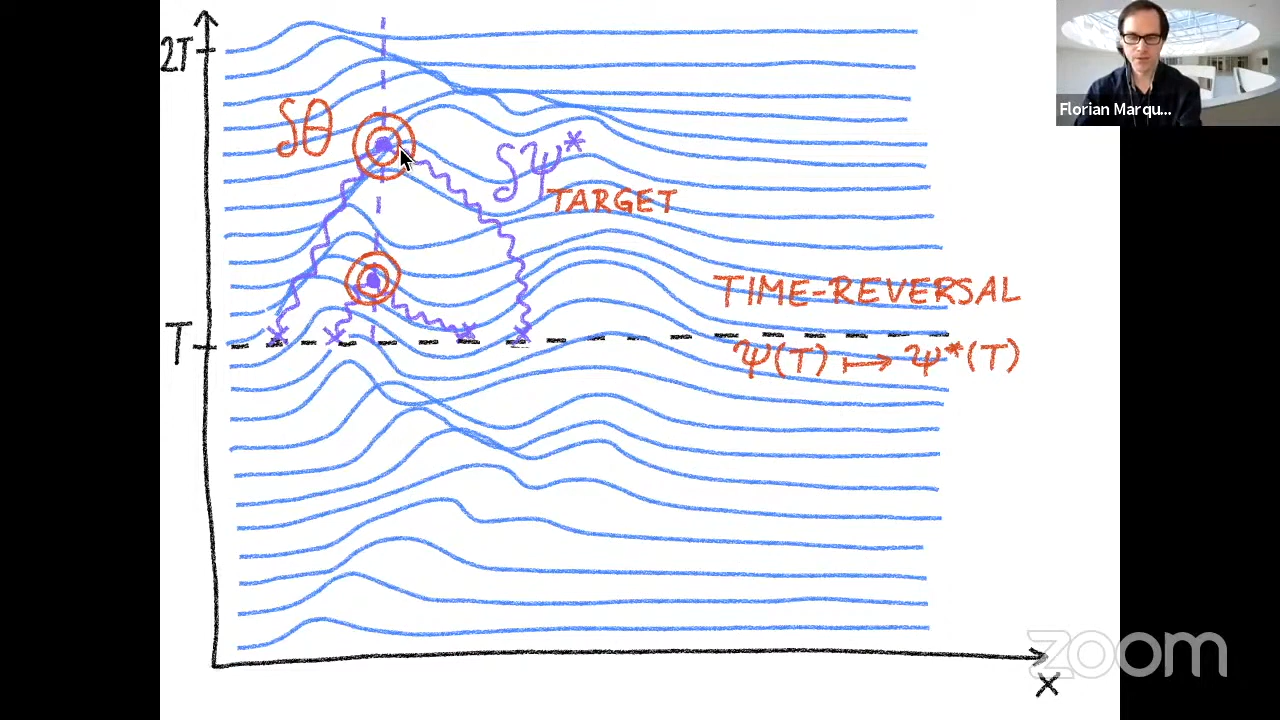 2T
δθ
δΨ*
TARGET
TIME-REVERSAL
T
Ψ(T) ↦ Ψ*(T)
x
Florian Marqu...
zoom